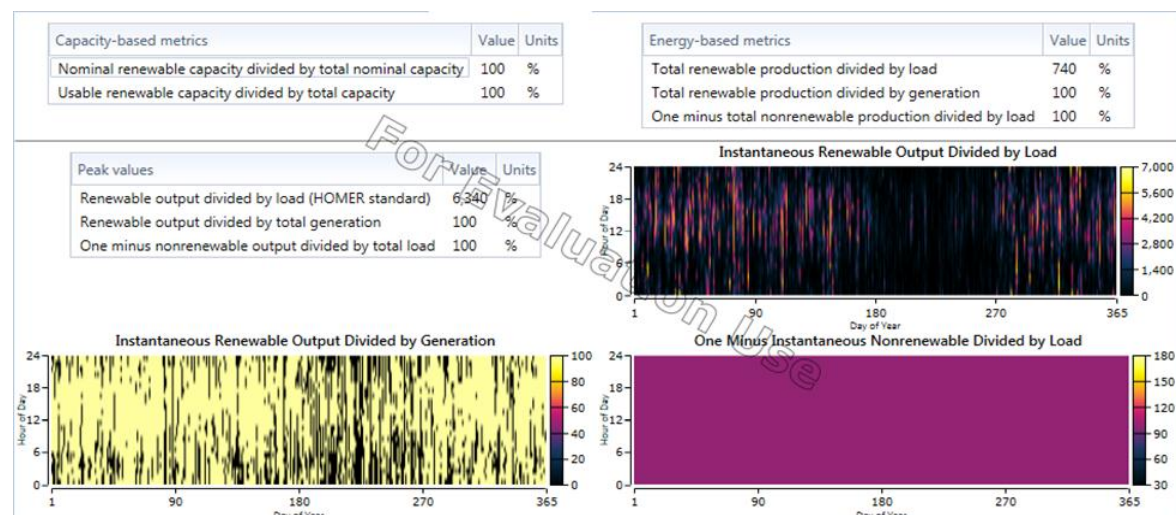 Capacity-based metrics Value Units
Nominal renewable capacity divided by total nominal capacity 100 %
Usable renewable capacity divided by total capacity 100 %
Energy-based metrics Value Units
Total renewable production divided by load 740 %
Total renewable production divided by generation 100 %
One minus total nonrenewable production divided by load 100 %
Peak values Value Units
Renewable output divided by load (HOMER standard) 6,340 %
Renewable output divided by total generation 100 %
One minus nonrenewable output divided by total load 100 %
For Evaluation Use
Instantaneous Renewable Output Divided by Load
Hour of Day
24
18
12
6
0
1 90 180 270 365
Day of Year
7,000
5,600
4,200
2,800
1,400
0
Instantaneous Renewable Output Divided by Generation
Hour of Day
24
18
12
6
0
1 90 180 270 365
Day of Year
100
80
60
40
20
0
One Minus Instantaneous Nonrenewable Divided by Load
Hour of Day
24
18
12
6
0
1 90 180 270 365
Day of Year
180
150
120
90
60
30